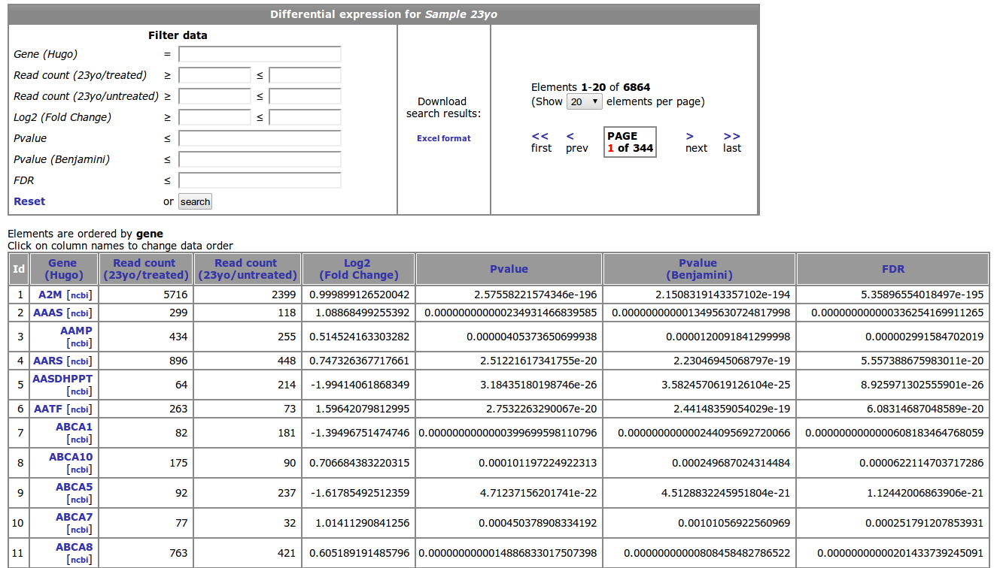 Differential expression for Sample 23yo
Filter data
Gene (Hugo) =
Read count (23yo/treated) ≥ ≤
Read count (23yo/untreated) ≥ ≤
Log2 (Fold Change) ≥ ≤
Pvalue ≤
Pvalue (Benjamini) ≤
FDR ≤
Reset or search
Download
search results:
Excel format
Elements 1-20 of 6864
(Show 20 ▼ elements per page)
<< < PAGE > >>
first prev 1 of 344 next last
Elements are ordered by gene
Click on column names to change data order
Id Gene (Hugo) Read count (23yo/treated) Read count (23yo/untreated) Log2 (Fold Change) Pvalue Pvalue (Benjamini) FDR
1 A2M [ncbi] 5716 2399 0.999899126520042 2.57558221574346e-196 2.1508319143357102e-194 5.35896554018497e-195
2 AAAS [ncbi] 299 118 1.08868499255392 0.000000000000234931466839585 0.0000000000013495630724817998 0.000000000000336254169911265
3 AAMP [ncbi] 434 255 0.514524163303282 0.00000405373650699938 0.0000120091841299998 0.000002991584702019
4 AARS [ncbi] 896 448 0.747326367717661 2.51221617341755e-20 2.23046945068797e-19 5.557388675983011e-20
5 AASDHPPT [ncbi] 64 214 -1.99414061868349 3.18435180198746e-26 3.5824570619126104e-25 8.925971302555901e-26
6 AATF [ncbi] 263 73 1.59642079812995 2.7532263290067e-20 2.44148359054029e-19 6.08314687048589e-20
7 ABCA1 [ncbi] 82 181 -1.39496751474746 0.0000000000000399699598110796 0.000000000000244095692720066 0.0000000000000608183464768059
8 ABCA10 [ncbi] 175 90 0.706684383220315 0.000101197224922313 0.000249687024314484 0.0000622114703717286
9 ABCA5 [ncbi] 92 237 -1.61785492512359 4.71237156201741e-22 4.5128832245951804e-21 1.12442006863906e-21
10 ABCA7 [ncbi] 77 32 1.01411290841256 0.000450378908334192 0.00101056922560969 0.000251791207853931
11 ABCA8 [ncbi] 763 421 0.605189191485796 0.0000000000014886833017507398 0.00000000000808458482786522 0.00000000000201433739245091